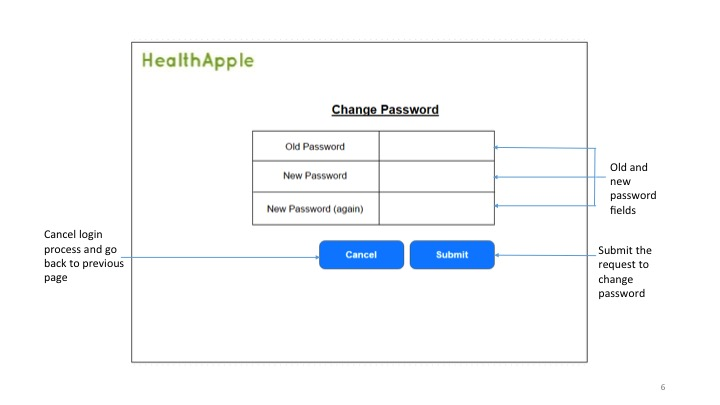 HealthApple
Change Password
Old Password
New Password
New Password (again)
Cancel
Submit
Old and
new
password
fields
Cancel login
process and go
back to previous
page
Submit the
request to
change
password
6